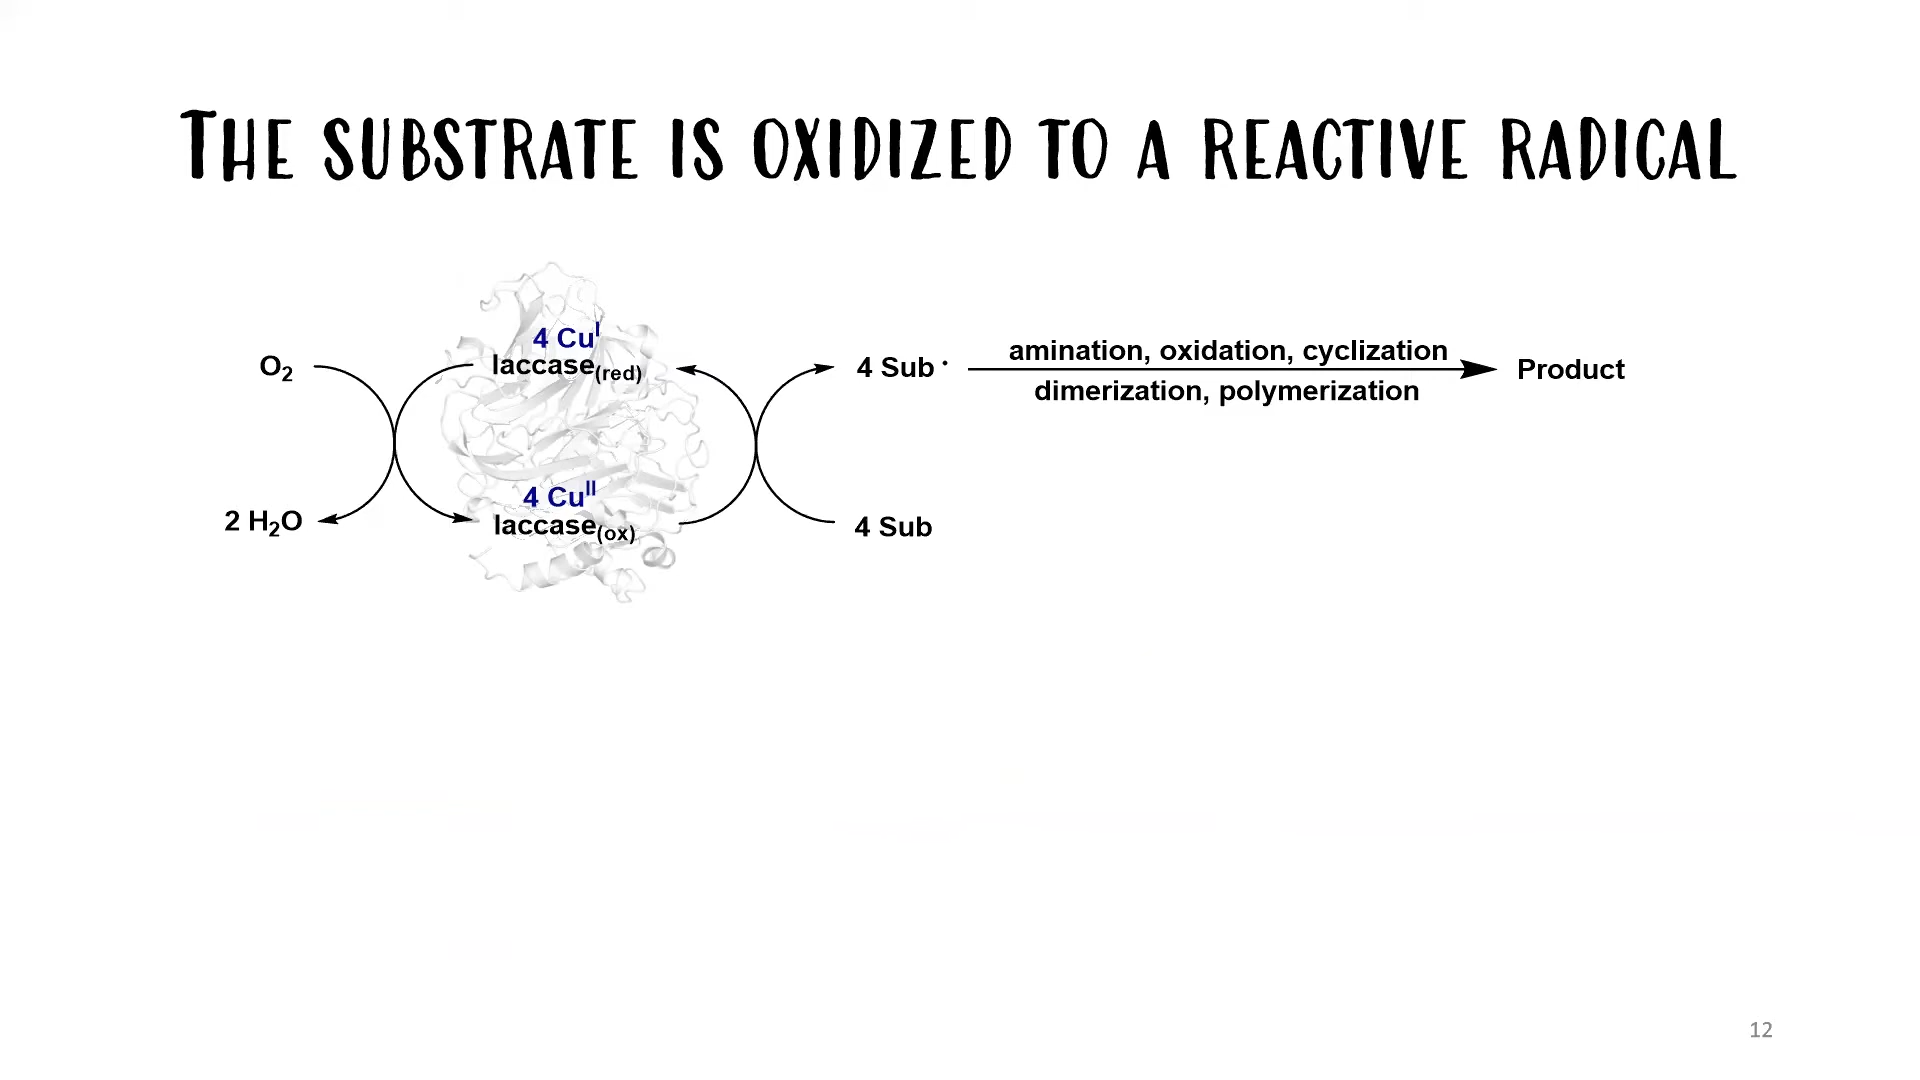 THE SUBSTRATE IS OXIDIZED TO A REACTIVE RADICAL
4 Cuᴵ
O₂
laccase(red)
4 Sub ·
amination, oxidation, cyclization
dimerization, polymerization
Product
4 Cuᴵᴵ
2 H₂O
laccase(ox)
4 Sub
12